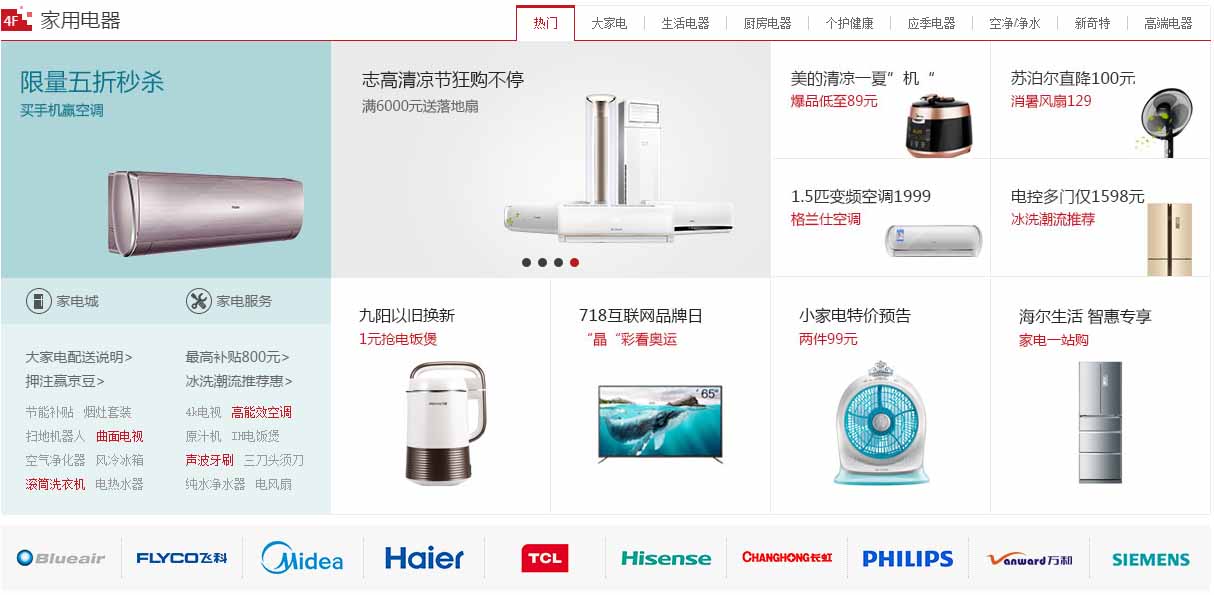 4F 家用电器
热门 大家电 生活电器 厨房电器 个护健康 应季电器 空净/净水 新奇特 高端电器
限量五折秒杀
买手机赢空调
志高清凉节狂购不停
满6000元送落地扇
美的清凉一夏”机“
爆品低至89元
苏泊尔直降100元
消暑风扇129
1.5匹变频空调1999
格兰仕空调
电控多门仅1598元
冰洗潮流推荐
家电城 家电服务
大家电配送说明> 最高补贴800元>
押注赢京豆> 冰洗潮流推荐惠>
节能补贴 烟灶套装 4k电视 高能效空调
扫地机器人 曲面电视 原汁机 IH电饭煲
空气净化器 风冷冰箱 声波牙刷 三刀头须刀
滚筒洗衣机 电热水器 纯水净水器 电风扇
九阳以旧换新
1元抢电饭煲
718互联网品牌日
“晶“彩看奥运
65"
小家电特价预告
两件99元
海尔生活 智惠专享
家电一站购
Blueair FLYCO飞科 Midea Haier TCL Hisense CHANGHONG长虹 PHILIPS Vanward万和 SIEMENS